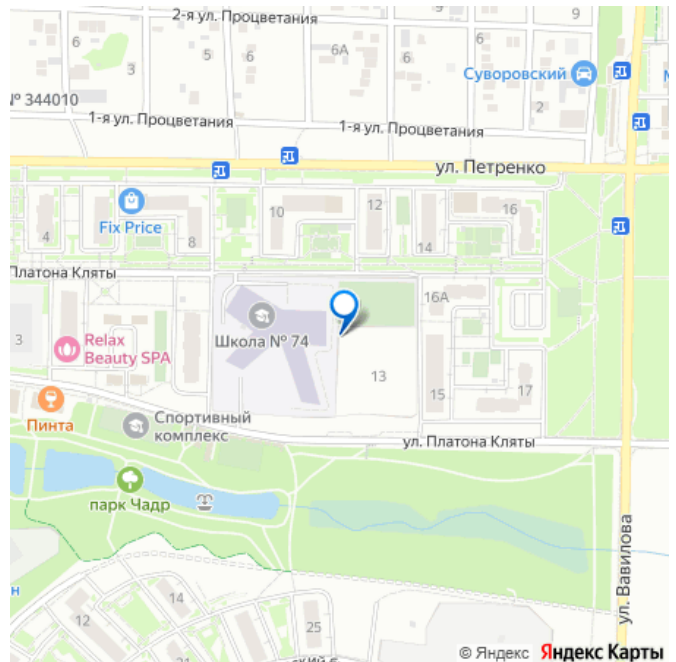 2-я ул. Процветания
9
9
6
5
6А
6
6
3
Суворовский
2
№ 344010
1-я ул. Процветания
1-я ул. Процветания
ул. Петренко
Fix Price
10
12
16
4
8
14
Платона Кляты
16А
Школа № 74
3
Relax
Beauty SPA
13
15
17
Пинта
Спортивный
комплекс
ул. Платона Кляты
парк Чадр
ул. Вавилова
14
12
25
© Яндекс Яндекс Карты